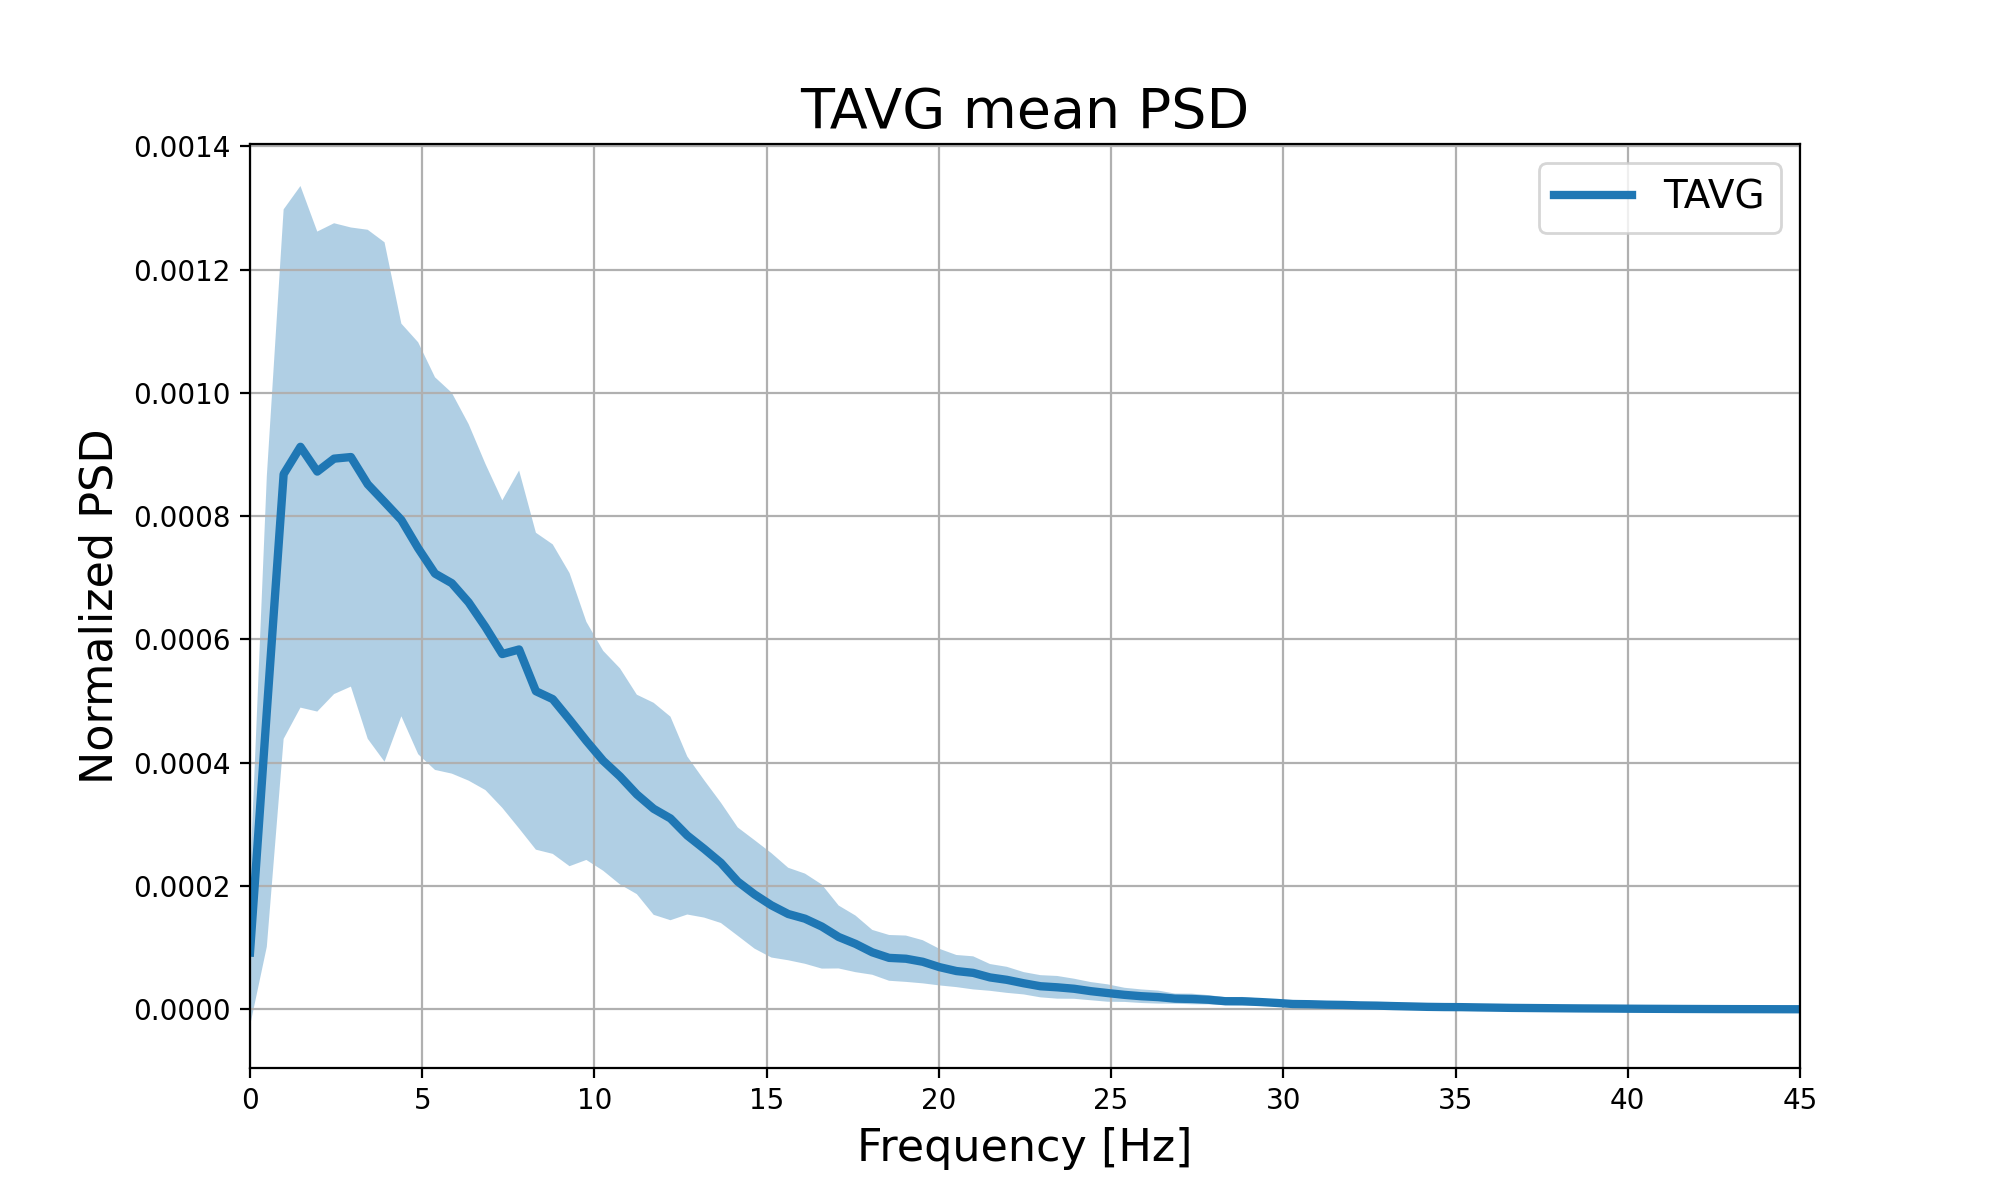 TAVG mean PSD
0.0014
0.0012
0.0010
0.0008
0.0006
0.0004
0.0002
0.0000
Normalized PSD
TAVG
0 5 10 15 20 25 30 35 40 45
Frequency [Hz]